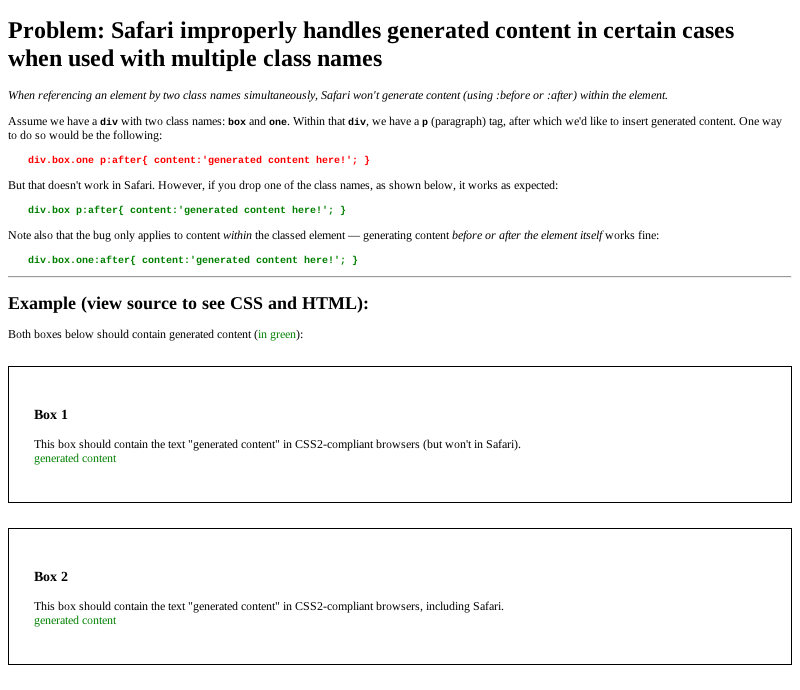 Problem: Safari improperly handles generated content in certain cases
when used with multiple class names
When referencing an element by two class names simultaneously, Safari won't generate content (using :before or :after) within the element.
Assume we have a div with two class names: box and one. Within that div, we have a p (paragraph) tag, after which we'd like to insert generated content. One way
to do so would be the following:
div.box.one p:after{ content:'generated content here!'; }
But that doesn't work in Safari. However, if you drop one of the class names, as shown below, it works as expected:
div.box p:after{ content:'generated content here!'; }
Note also that the bug only applies to content within the classed element — generating content before or after the element itself works fine:
div.box.one:after{ content:'generated content here!'; }
Example (view source to see CSS and HTML):
Both boxes below should contain generated content (in green):
Box 1
This box should contain the text "generated content" in CSS2-compliant browsers (but won't in Safari).
generated content
Box 2
This box should contain the text "generated content" in CSS2-compliant browsers, including Safari.
generated content